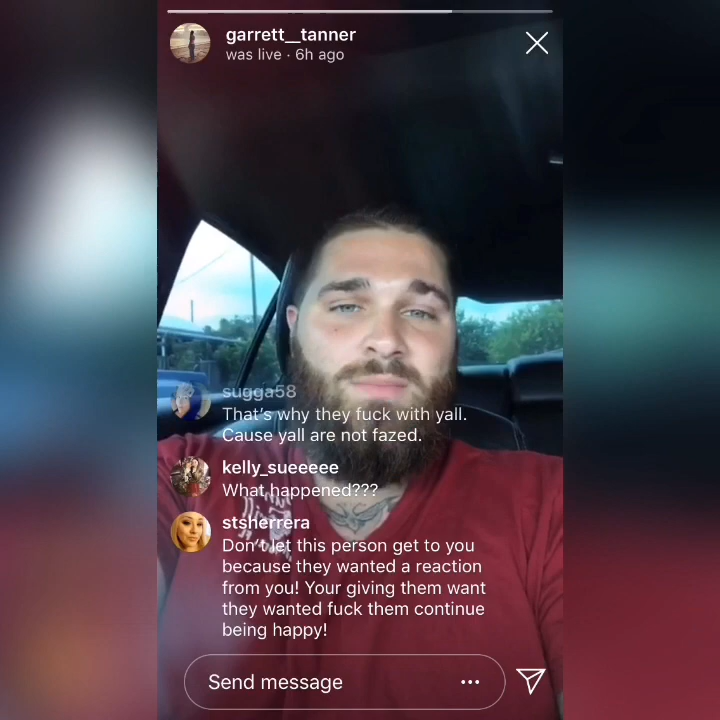 garrett__tanner
was live · 6h ago
sugga58
That's why they fuck with yall.
Cause yall are not fazed.
kelly_sueeeee
What happened???
stsherrera
Don't let this person get to you
because they wanted a reaction
from you! Your giving them want
they wanted fuck them continue
being happy!
Send message